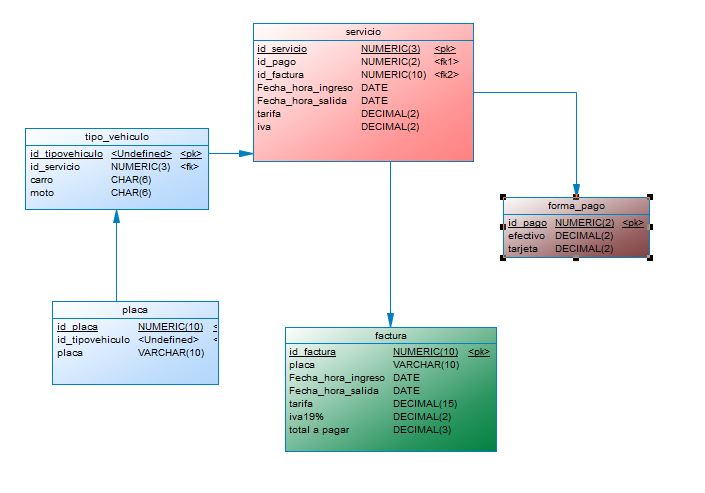 servicio
id_servicio NUMERIC(3) <pk>
id_pago NUMERIC(2) <fk1>
id_factura NUMERIC(10) <fk2>
Fecha_hora_ingreso DATE
Fecha_hora_salida DATE
tarifa DECIMAL(2)
iva DECIMAL(2)
tipo_vehiculo
id_tipovehiculo <Undefined> <pk>
id_servicio NUMERIC(3) <fk>
carro CHAR(6)
moto CHAR(6)
forma_pago
id_pago NUMERIC(2) <pk>
efectivo DECIMAL(2)
tarjeta DECIMAL(2)
placa
id_placa NUMERIC(10) <
id_tipovehiculo <Undefined> <
placa VARCHAR(10)
factura
id_factura NUMERIC(10) <pk>
placa VARCHAR(10)
Fecha_hora_ingreso DATE
Fecha_hora_salida DATE
tarifa DECIMAL(15)
iva19% DECIMAL(2)
total a pagar DECIMAL(3)